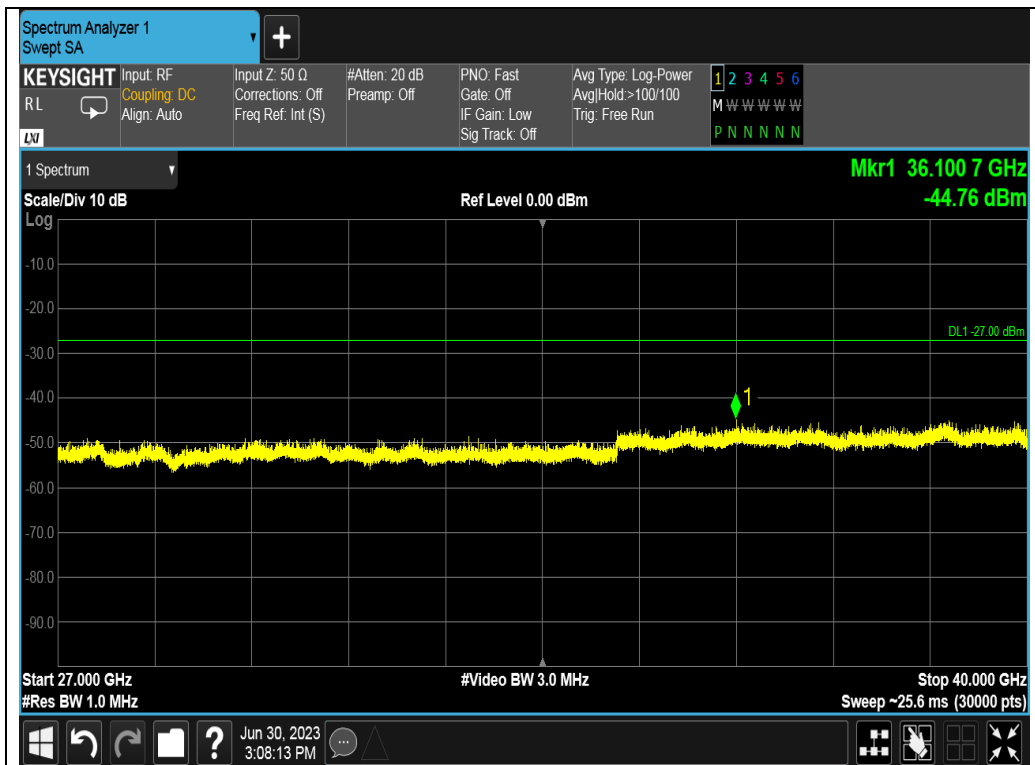 Spectrum Analyzer 1
Swept SA
+
KEYSIGHT
RL
LXI
Input: RF
Coupling: DC
Align: Auto
Input Z: 50 Ω
Corrections: Off
Freq Ref: Int (S)
#Atten: 20 dB
Preamp: Off
PNO: Fast
Gate: Off
IF Gain: Low
Sig Track: Off
Avg Type: Log-Power
Avg|Hold:>100/100
Trig: Free Run
1 2 3 4 5 6
M W W W W W
P N N N N N
1 Spectrum
Mkr1 36.100 7 GHz
-44.76 dBm
Scale/Div 10 dB
Ref Level 0.00 dBm
Log
-10.0
-20.0
DL1 -27.00 dBm
-30.0
-40.0
1
-50.0
-60.0
-70.0
-80.0
-90.0
Start 27.000 GHz
#Video BW 3.0 MHz
Stop 40.000 GHz
#Res BW 1.0 MHz
Sweep ~25.6 ms (30000 pts)
?
Jun 30, 2023
3:08:13 PM